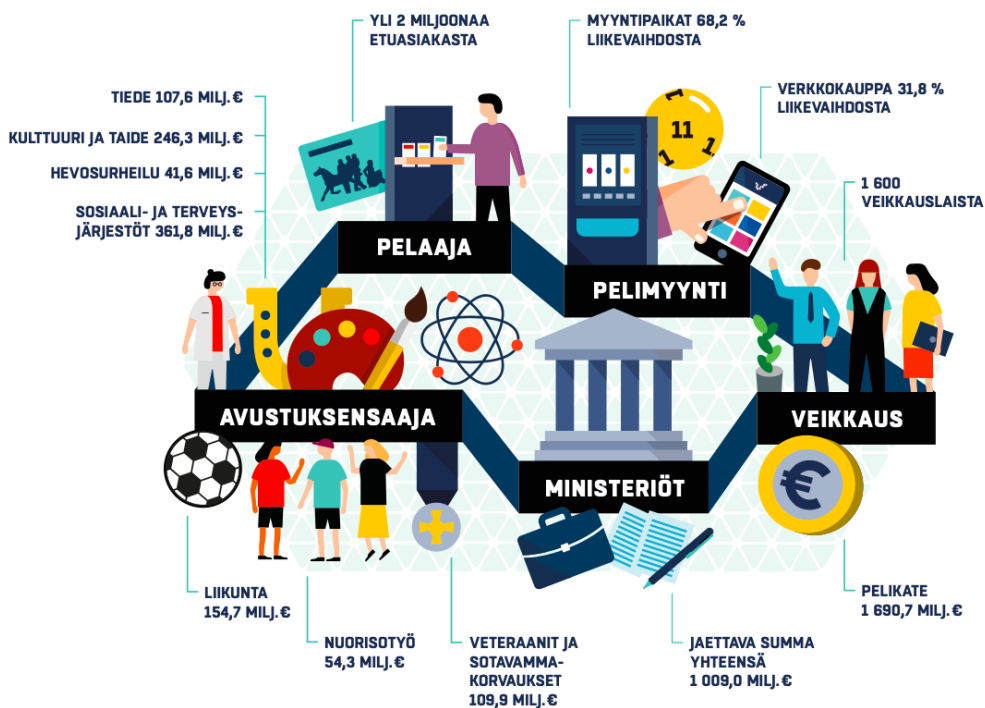 YLI 2 MILJOONAA
ETUASIAKASTA
MYYNTIPAIKAT 68,2 %
LIIKEVAIHDOSTA
VERKKOKAUPPA 31,8 %
LIIKEVAIHDOSTA
TIEDE 107,6 MILJ. €
KULTTUURI JA TAIDE 246,3 MILJ. €
HEVOSURHEILU 41,6 MILJ. €
SOSIAALI- JA TERVEYS-
JÄRJESTÖT 361,8 MILJ. €
11
1
1
1
1 600
VEIKKAUSLAISTA
PELAAJA
PELIMYYNTI
AVUSTUKSENSAAJA
VEIKKAUS
MINISTERIÖT
€
LIIKUNTA
154,7 MILJ. €
NUORISOTYÖ
54,3 MILJ. €
VETERAANIT JA
SOTAVAMMA-
KORVAUKSET
109,9 MILJ. €
JAETTAVA SUMMA
YHTEENSÄ
1 009,0 MILJ. €
PELIKATE
1 690,7 MILJ. €